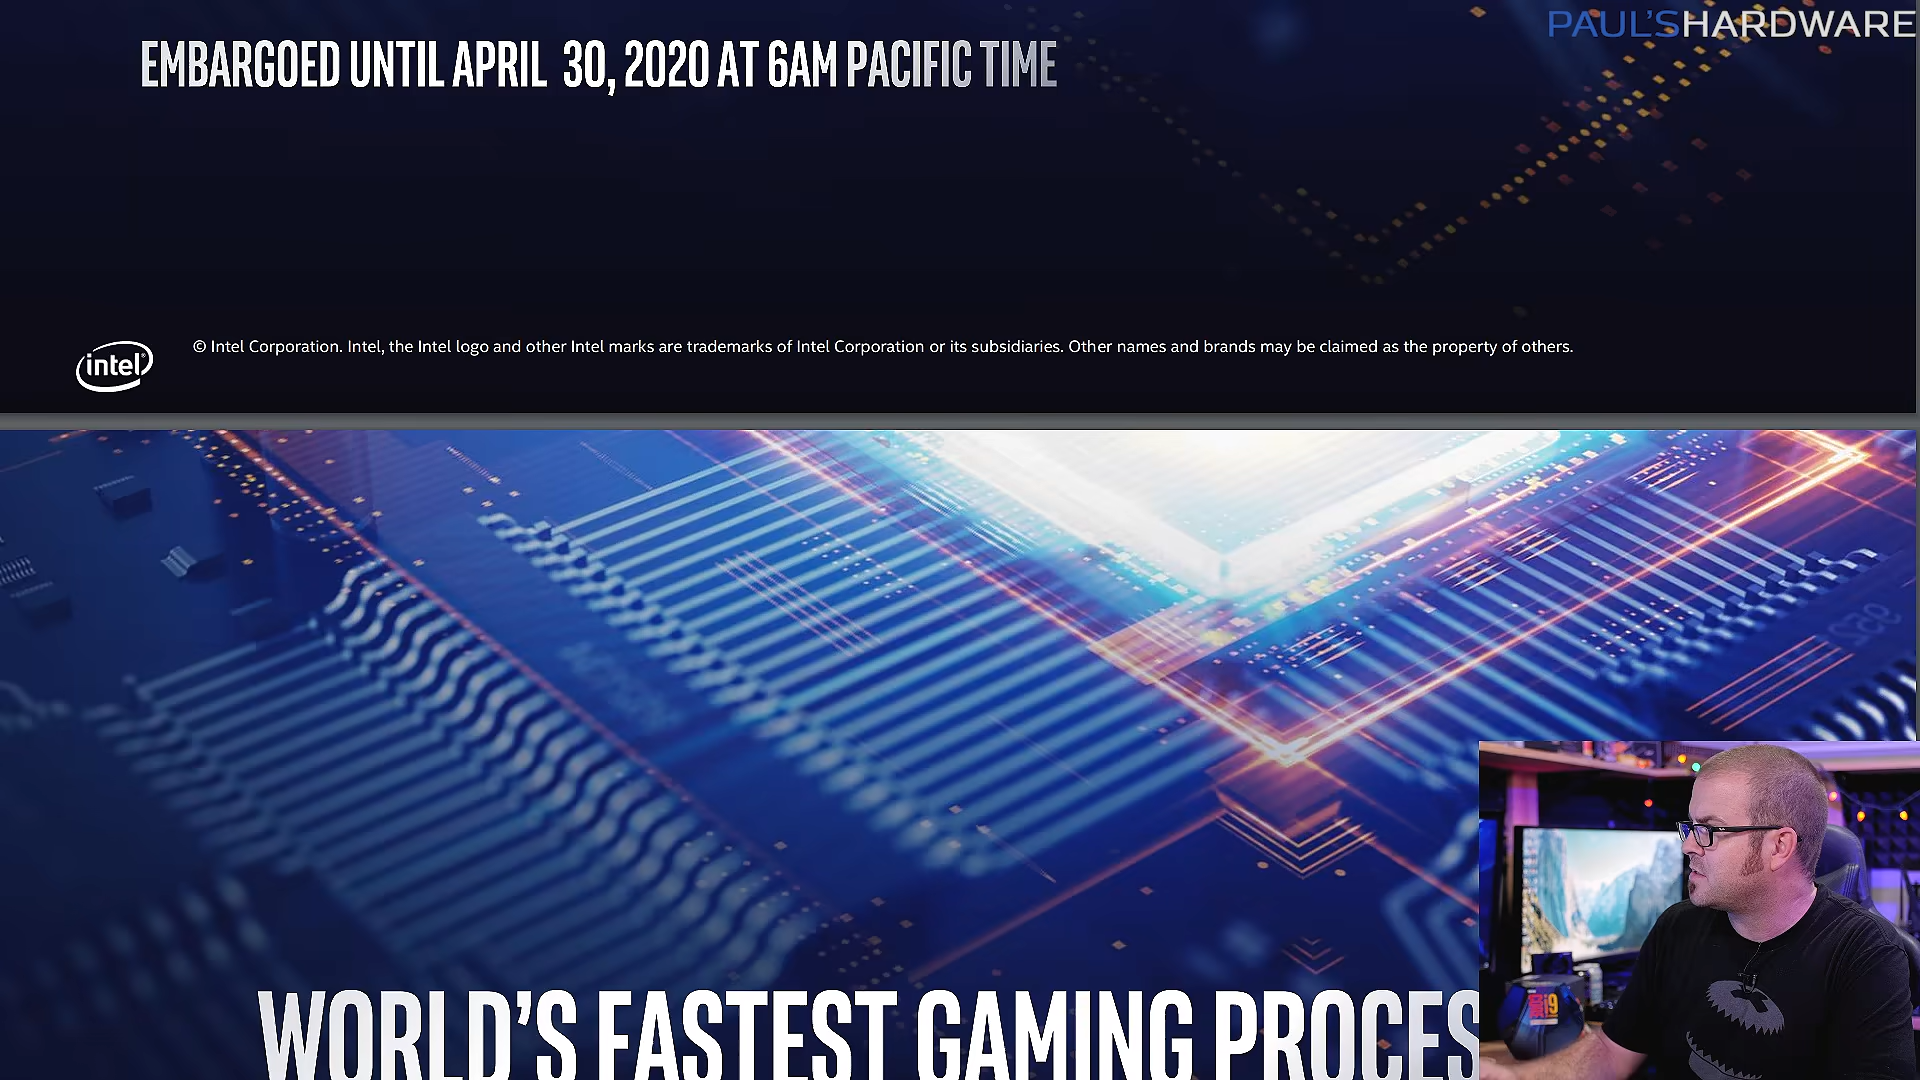 PAUL'SHARDWARE
EMBARGOED UNTIL APRIL 30, 2020 AT 6AM PACIFIC TIME
intel
© Intel Corporation. Intel, the Intel logo and other Intel marks are trademarks of Intel Corporation or its subsidiaries. Other names and brands may be claimed as the property of others.
WORLD'S FASTEST GAMING PROCES
i9